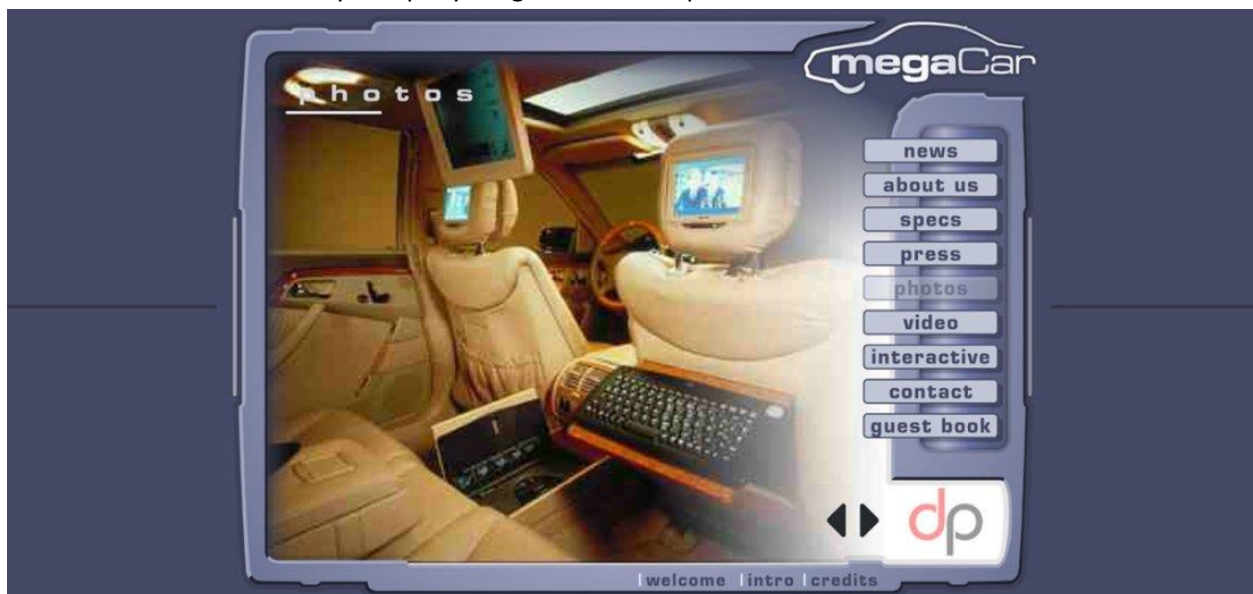 megaCar
photos
news
about us
specs
press
photos
video
interactive
contact
guest book
dp
welcome intro credits